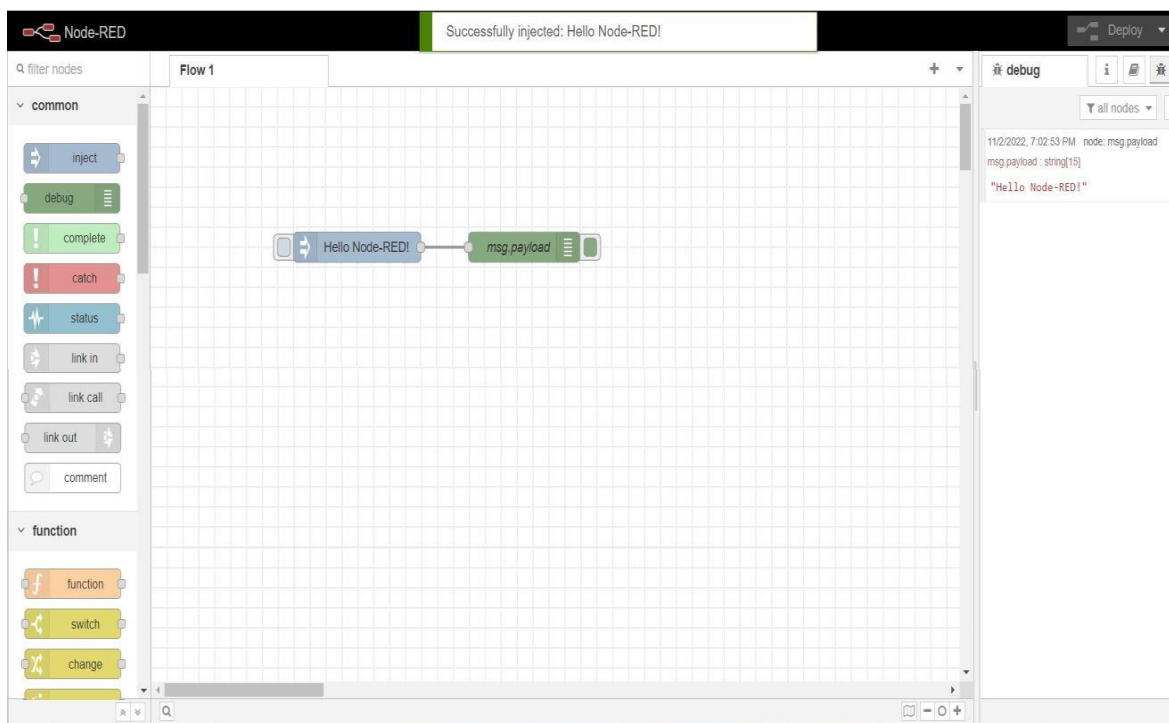 Node-RED
Successfully injected: Hello Node-RED!
Deploy
filter nodes
Flow 1
debug
i
common
all nodes
inject
debug
complete
catch
status
link in
link call
link out
comment
function
function
switch
change
Hello Node-RED!
msg.payload
11/2/2022, 7:02:53 PM node: msg.payload
msg.payload : string[15]
"Hello Node-RED!"